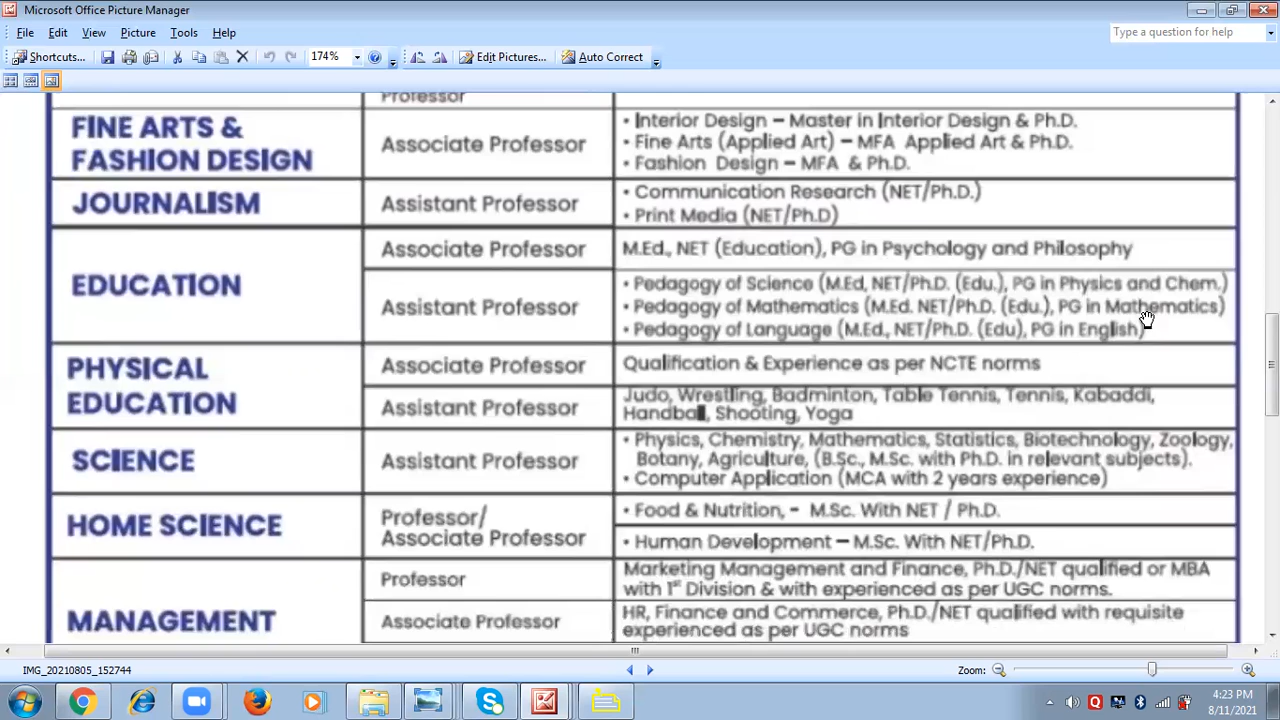 Microsoft Office Picture Manager
File Edit View Picture Tools Help
Type a question for help
Shortcuts... 174% Edit Pictures... Auto Correct
Professor
FINE ARTS &
FASHION DESIGN
Associate Professor
• Interior Design – Master in Interior Design & Ph.D.
• Fine Arts (Applied Art) – MFA Applied Art & Ph.D.
• Fashion Design – MFA & Ph.D.
JOURNALISM
Assistant Professor
• Communication Research (NET/Ph.D.)
• Print Media (NET/Ph.D)
EDUCATION
Associate Professor
M.Ed., NET (Education), PG in Psychology and Philosophy
Assistant Professor
• Pedagogy of Science (M.Ed, NET/Ph.D. (Edu.), PG in Physics and Chem.)
• Pedagogy of Mathematics (M.Ed. NET/Ph.D. (Edu.), PG in Mathematics)
• Pedagogy of Language (M.Ed., NET/Ph.D. (Edu), PG in English)
PHYSICAL
EDUCATION
Associate Professor
Qualification & Experience as per NCTE norms
Assistant Professor
Judo, Wrestling, Badminton, Table Tennis, Tennis, Kabaddi,
Handball, Shooting, Yoga
SCIENCE
Assistant Professor
• Physics, Chemistry, Mathematics, Statistics, Biotechnology, Zoology,
Botany, Agriculture, (B.Sc., M.Sc. with Ph.D. in relevant subjects).
• Computer Application (MCA with 2 years experience)
HOME SCIENCE
Professor/
Associate Professor
• Food & Nutrition, - M.Sc. With NET / Ph.D.
• Human Development – M.Sc. With NET/Ph.D.
MANAGEMENT
Professor
Marketing Management and Finance, Ph.D./NET qualified or MBA
with 1st Division & with experienced as per UGC norms.
Associate Professor
HR, Finance and Commerce, Ph.D./NET qualified with requisite
experienced as per UGC norms
IMG_20210805_152744
Zoom:
4:23 PM
8/11/2021